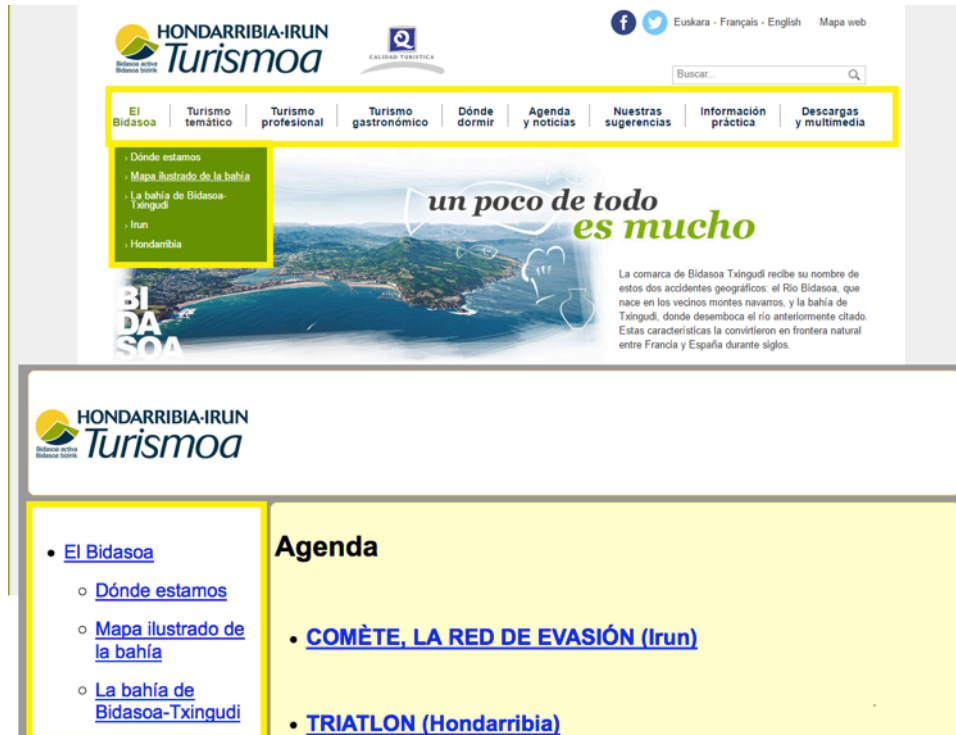 HONDARRIBIA-IRUN
Turismoa
Bidasoa activa
Bidasoa bizirik
Q
CALIDAD TURISTICA
f
Euskara - Français - English Mapa web
Buscar...
El Bidasoa
Turismo temático
Turismo profesional
Turismo gastronómico
Dónde dormir
Agenda y noticias
Nuestras sugerencias
Información práctica
Descargas y multimedia
› Dónde estamos
› Mapa ilustrado de la bahía
› La bahía de Bidasoa-
Txingudi
› Irun
› Hondarribia
un poco de todo
es mucho
BI
DA
SOA
La comarca de Bidasoa Txingudi recibe su nombre de
estos dos accidentes geográficos: el Río Bidasoa, que
nace en los vecinos montes navarros, y la bahía de
Txingudi, donde desemboca el río anteriormente citado.
Estas características la convirtieron en frontera natural
entre Francia y España durante siglos.
HONDARRIBIA-IRUN
Turismoa
Bidasoa activa
Bidasoa bizirik
• El Bidasoa
○ Dónde estamos
○ Mapa ilustrado de
la bahía
○ La bahía de
Bidasoa-Txingudi
Agenda
• COMÈTE, LA RED DE EVASIÓN (Irun)
• TRIATLON (Hondarribia)